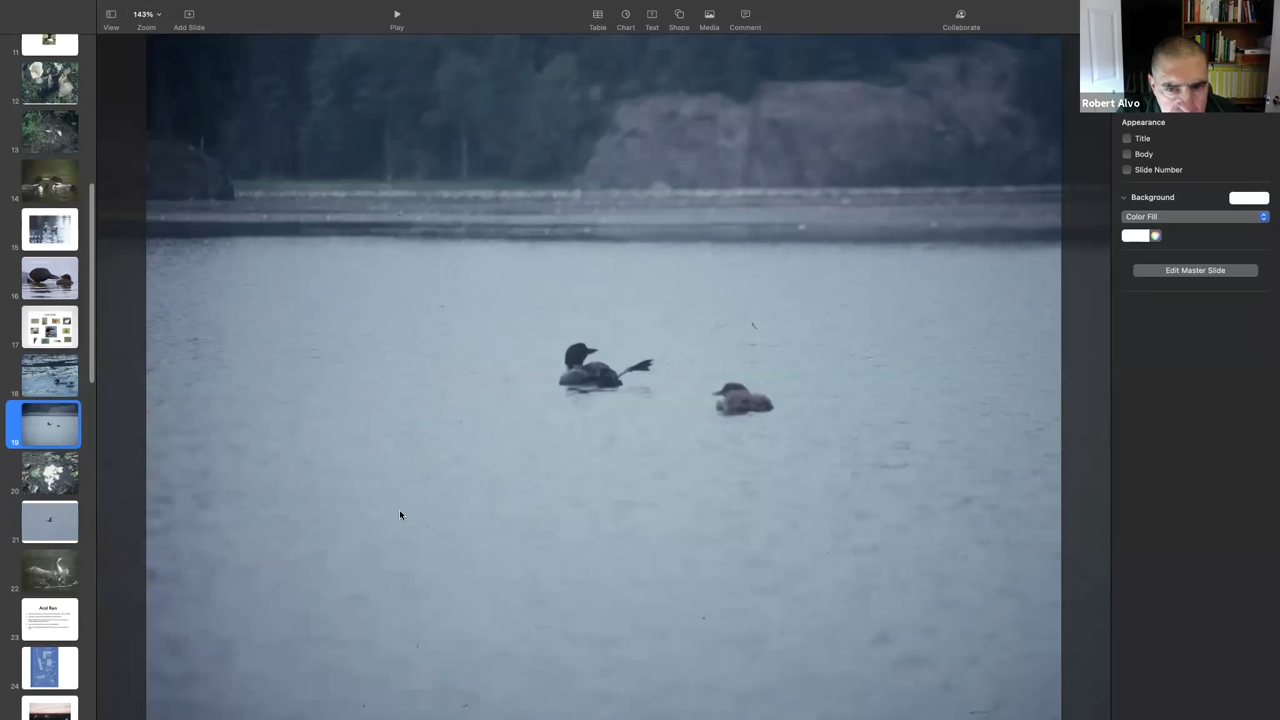 143%
View
Zoom
Add Slide
Play
Table
Chart
Text
Shape
Media
Comment
Collaborate
Robert Alvo
11
12
13
14
15
16
17
18
19
20
21
22
Acid Rain
23
24
Appearance
Title
Body
Slide Number
Background
Color Fill
Edit Master Slide